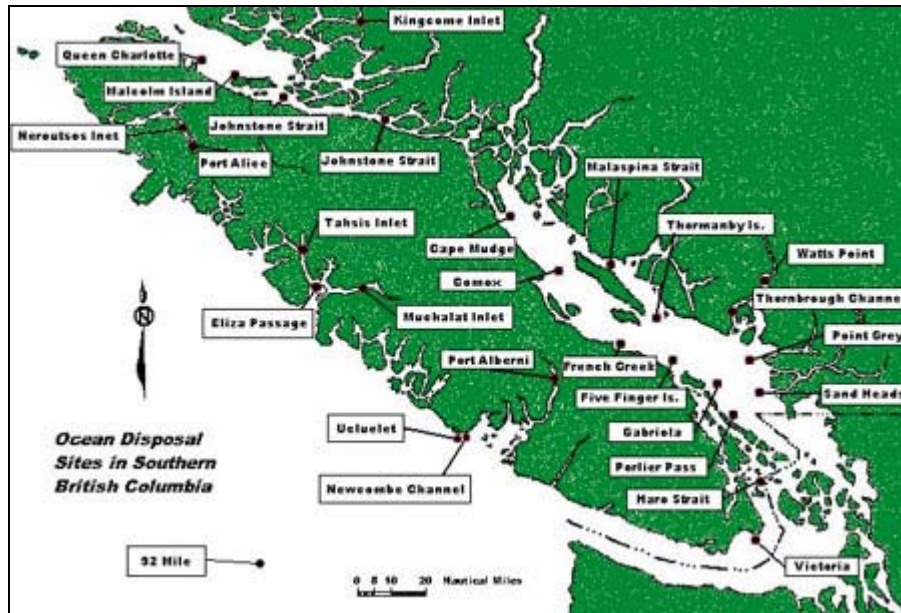 Kingcome Inlet
Queen Charlotte
Malcolm Island
Johnstone Strait
Neroutsos Inet
Port Alice
Johnstone Strait
Malaspina Strait
Tahsis Inlet
Cape Mudge
Thormanby Is.
Watts Point
Comox
Thornbrough Channel
Eliza Passage
Muchalat Inlet
Point Grey
Port Alberni
French Creek
Five Finger Is.
Sand Heads
Ucluelet
Gabriola
Porlier Pass
Newcombe Channel
Haro Strait
N
Ocean Disposal
Sites in Southern
British Columbia
92 Mile
Victoria
0 5 10 20 Nautical Miles